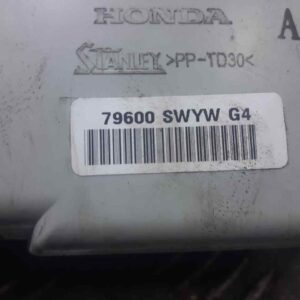 HONDA
A
STANLEY >PP-TD30<
79600 SWYW G4